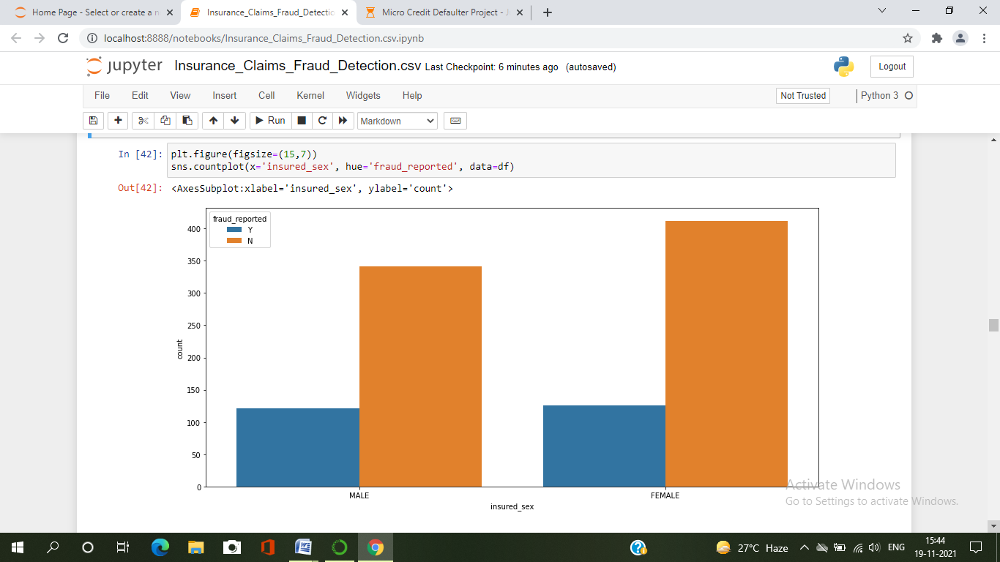 Home Page - Select or create a n
Insurance_Claims_Fraud_Detectio
Micro Credit Defaulter Project - J
localhost:8888/notebooks/Insurance_Claims_Fraud_Detection.csv.ipynb
jupyter Insurance_Claims_Fraud_Detection.csv Last Checkpoint: 6 minutes ago (autosaved)
Logout
File Edit View Insert Cell Kernel Widgets Help
Not Trusted
Python 3
Run
Markdown
In [42]: plt.figure(figsize=(15,7))
sns.countplot(x='insured_sex', hue='fraud_reported', data=df)
Out[42]: <AxesSubplot:xlabel='insured_sex', ylabel='count'>
fraud_reported
Y
N
400
350
300
250
200
150
100
50
0
count
MALE
FEMALE
insured_sex
Activate Windows
Go to Settings to activate Windows.
27°C Haze
ENG
15:44
19-11-2021